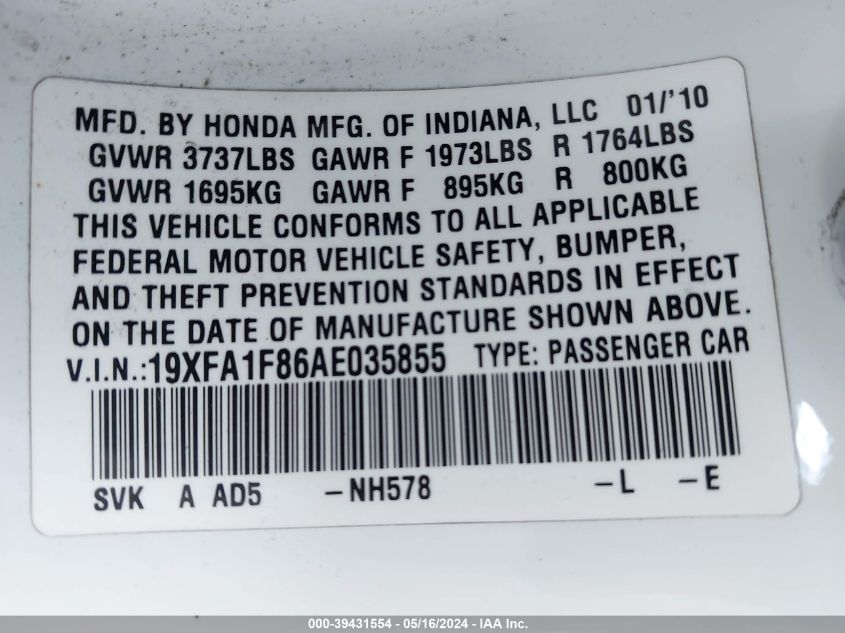 MFD. BY HONDA MFG. OF INDIANA, LLC 01/'10
GVWR 3737LBS GAWR F 1973LBS R 1764LBS
GVWR 1695KG GAWR F 895KG R 800KG
THIS VEHICLE CONFORMS TO ALL APPLICABLE
FEDERAL MOTOR VEHICLE SAFETY, BUMPER,
AND THEFT PREVENTION STANDARDS IN EFFECT
ON THE DATE OF MANUFACTURE SHOWN ABOVE.
V.I.N.:19XFA1F86AE035855 TYPE: PASSENGER CAR
SVK A AD5 -NH578 -L -E
000-39431554 - 05/16/2024 - IAA Inc.